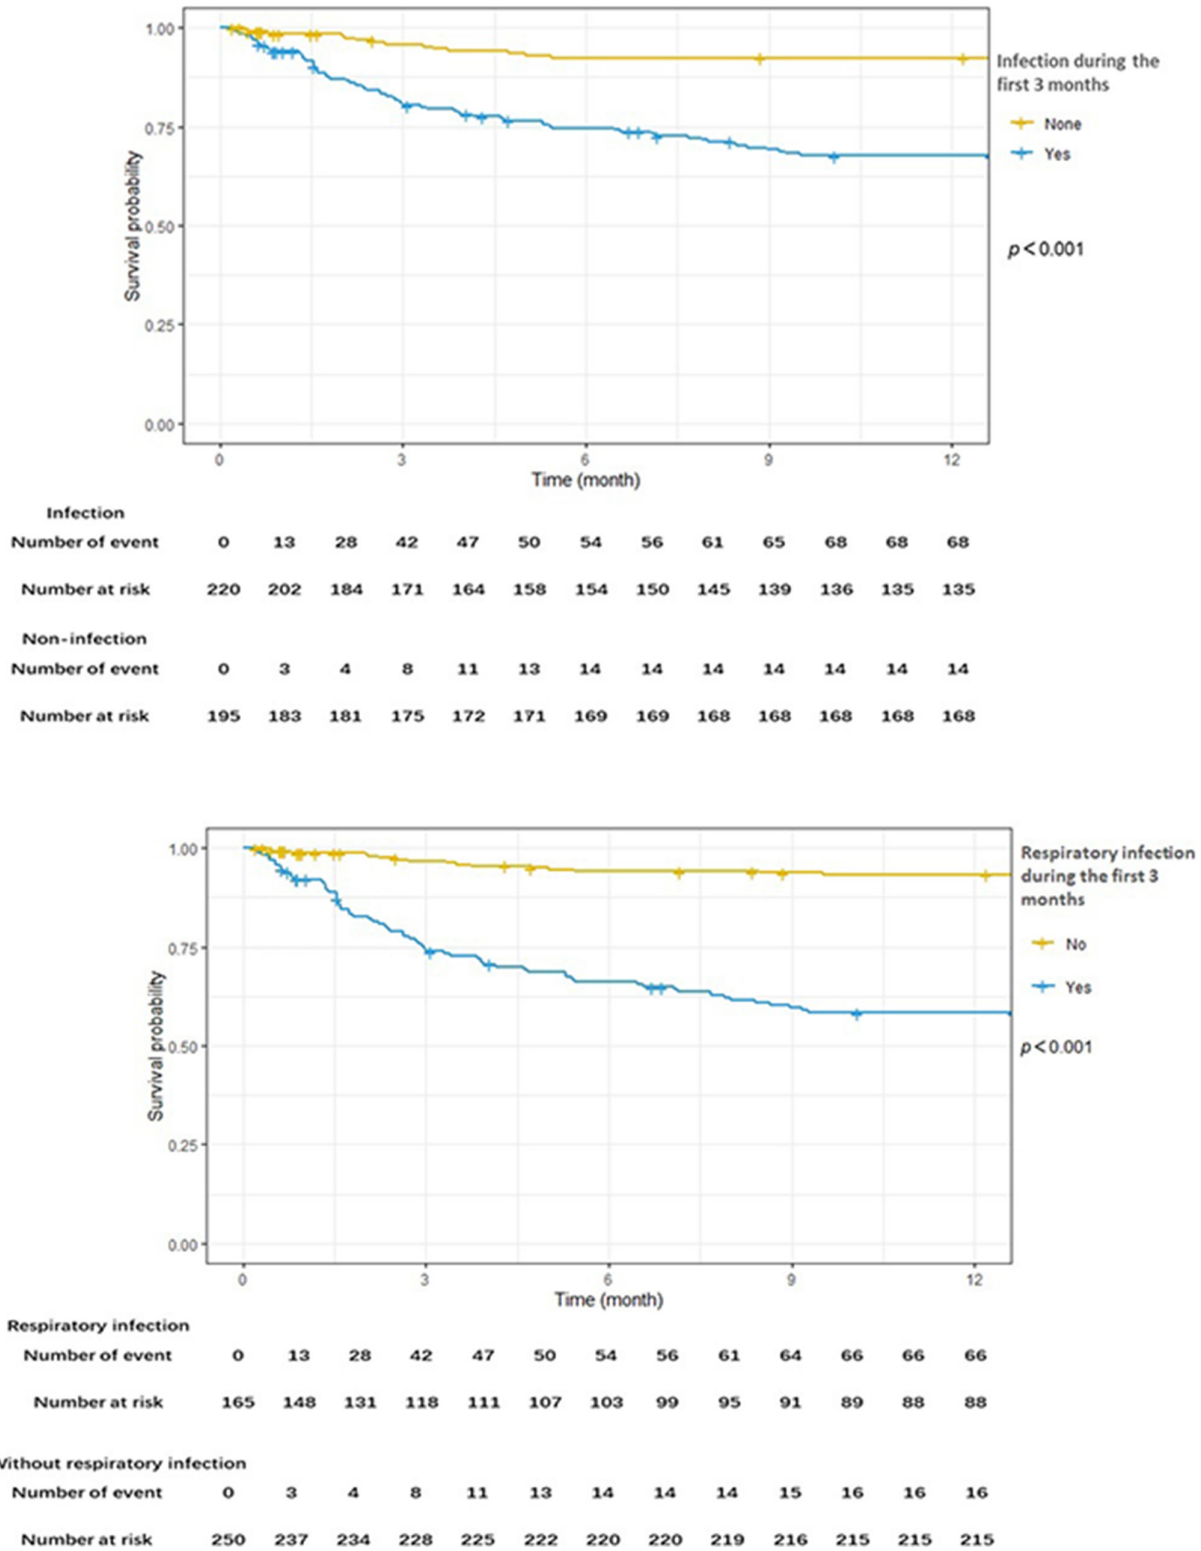 1.00
0.75
0.50
0.25
0.00
Survival probability
0 3 6 9 12
Time (month)
Infection during the
first 3 months
None
Yes
p<0.001
Infection
Number of event 0 13 28 42 47 50 54 56 61 65 68 68 68
Number at risk 220 202 184 171 164 158 154 150 145 139 136 135 135
Non-infection
Number of event 0 3 4 8 11 13 14 14 14 14 14 14 14
Number at risk 195 183 181 175 172 171 169 169 168 168 168 168 168
1.00
0.75
0.50
0.25
0.00
Survival probability
0 3 6 9 12
Time (month)
Respiratory infection
during the first 3
months
No
Yes
p<0.001
Respiratory infection
Number of event 0 13 28 42 47 50 54 56 61 64 66 66 66
Number at risk 165 148 131 118 111 107 103 99 95 91 89 88 88
Without respiratory infection
Number of event 0 3 4 8 11 13 14 14 14 15 16 16 16
Number at risk 250 237 234 228 225 222 220 220 219 216 215 215 215